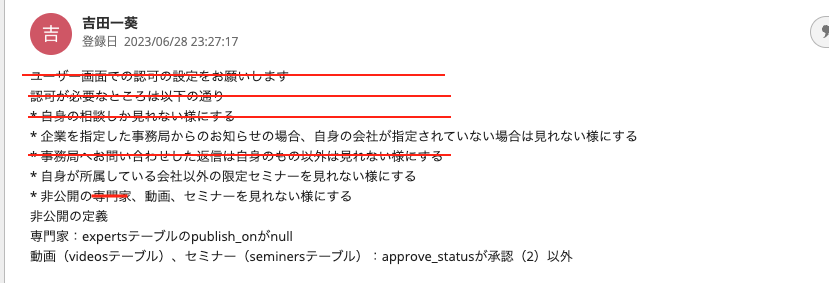 吉
吉田一葵
登録日 2023/06/28 23:27:17
ユーザー画面での認可の設定をお願いします
認可が必要なところは以下の通り
* 自身の相談しか見れない様にする
* 企業を指定した事務局からのお知らせの場合、自身の会社が指定されていない場合は見れない様にする
* 事務局へお問い合わせした返信は自身のもの以外は見れない様にする
* 自身が所属している会社以外の限定セミナーを見れない様にする
* 非公開の専門家、動画、セミナーを見れない様にする
非公開の定義
専門家：expertsテーブルのpublish_onがnull
動画（videosテーブル）、セミナー（seminersテーブル）：approve_statusが承認（2）以外